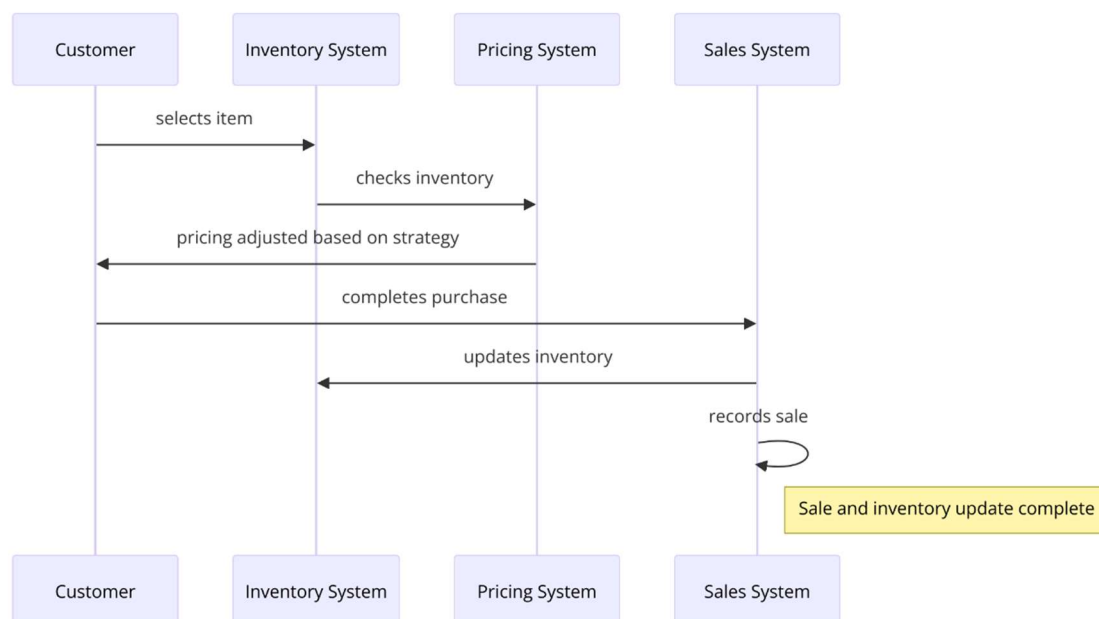 Customer
Inventory System
Pricing System
Sales System
selects item
checks inventory
pricing adjusted based on strategy
completes purchase
updates inventory
records sale
Sale and inventory update complete
Customer
Inventory System
Pricing System
Sales System